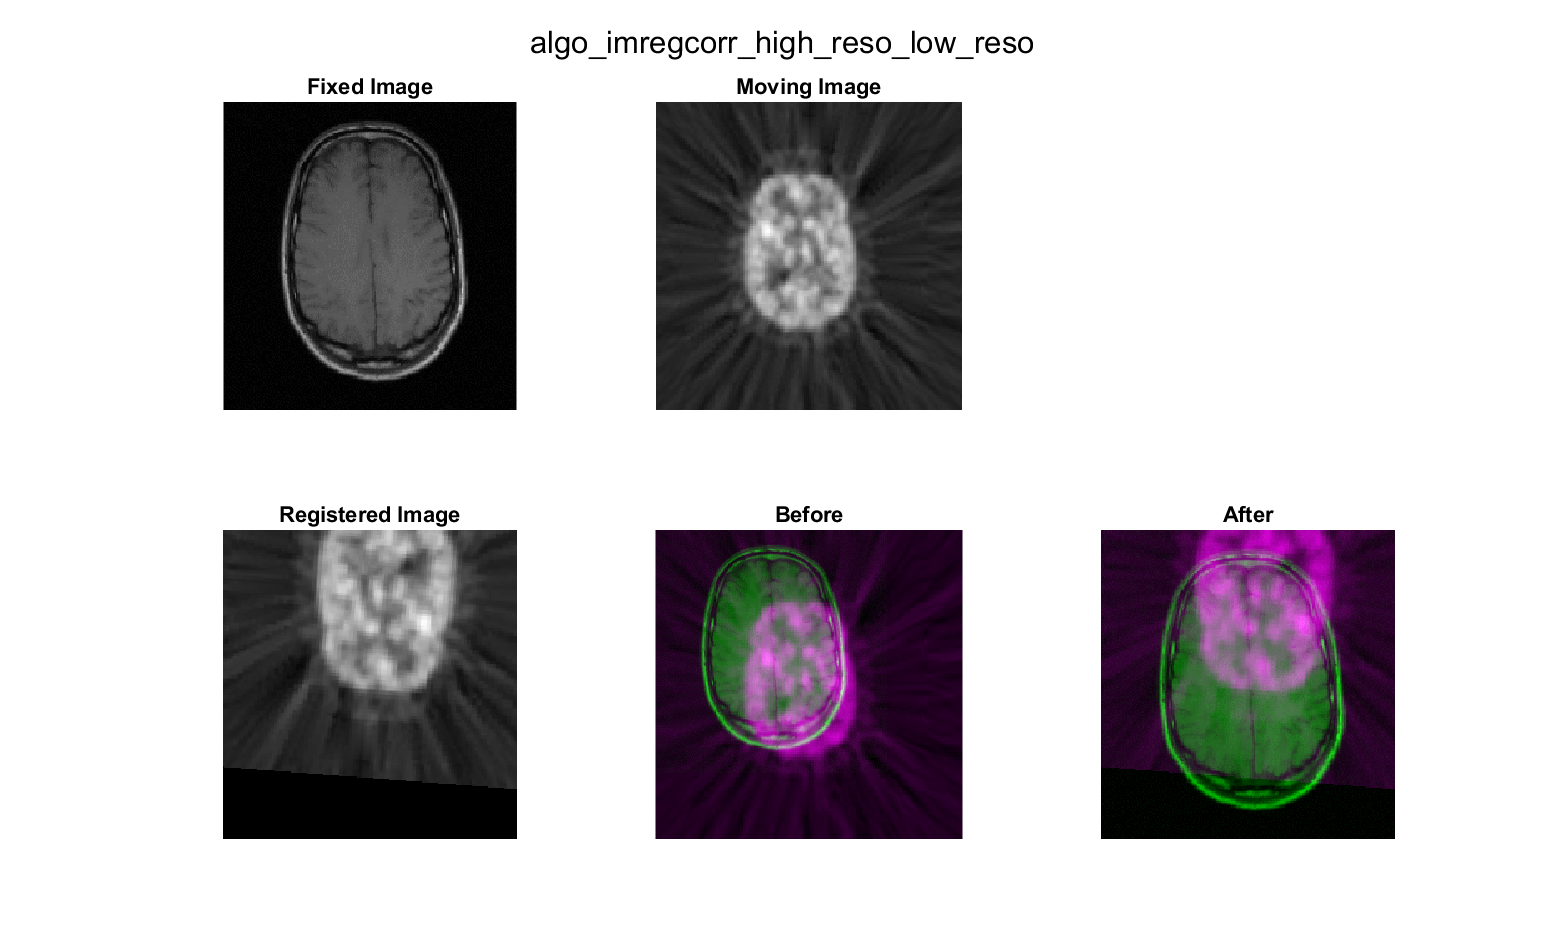 algo_imregcorr_high_reso_low_reso
Fixed Image
Moving Image
Registered Image
Before
After